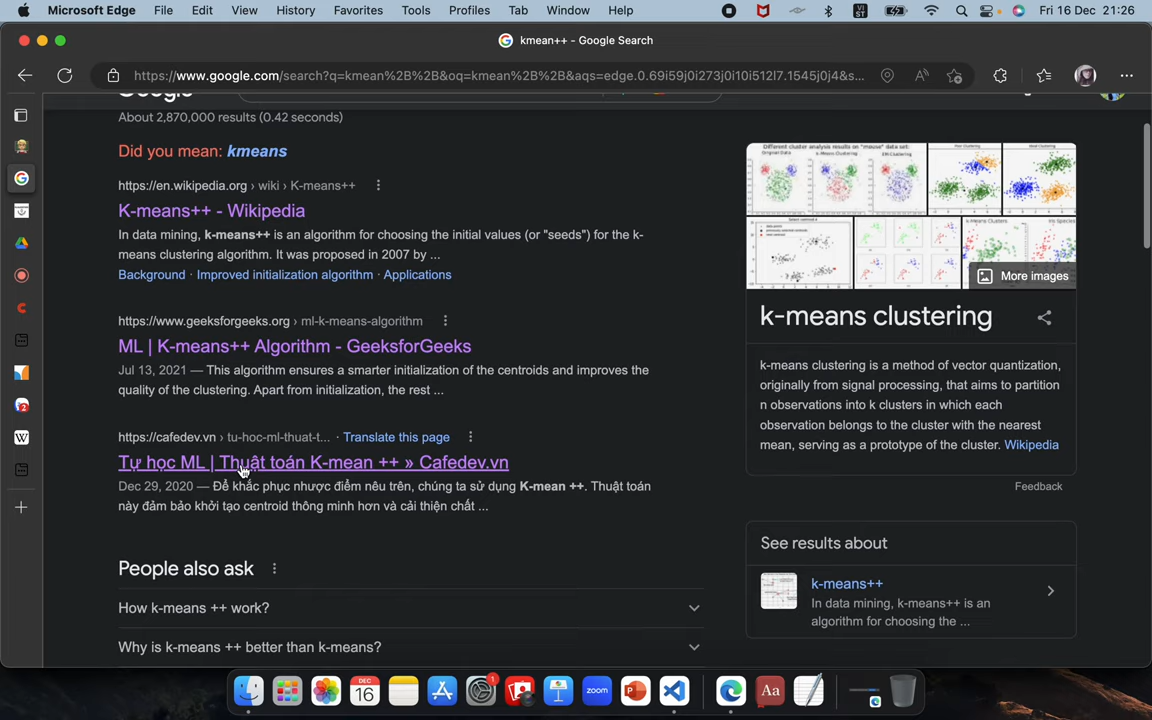 Microsoft Edge File Edit View History Favorites Tools Profiles Tab Window Help Fri 16 Dec 21:26
kmean++ - Google Search
https://www.google.com/search?q=kmean%2B%2B&oq=kmean%2B%2B&aqs=edge.0.69i59j0i273j0i10i512l7.1545j0j4&s...
Google
About 2,870,000 results (0.42 seconds)
Did you mean: kmeans
https://en.wikipedia.org › wiki › K-means++
K-means++ - Wikipedia
In data mining, k-means++ is an algorithm for choosing the initial values (or "seeds") for the k-
means clustering algorithm. It was proposed in 2007 by ...
Background · Improved initialization algorithm · Applications
https://www.geeksforgeeks.org › ml-k-means-algorithm
ML | K-means++ Algorithm - GeeksforGeeks
Jul 13, 2021 — This algorithm ensures a smarter initialization of the centroids and improves the
quality of the clustering. Apart from initialization, the rest ...
https://cafedev.vn › tu-hoc-ml-thuat-t... · Translate this page
Tự học ML | Thuật toán K-mean ++ » Cafedev.vn
Dec 29, 2020 — Để khắc phục nhược điểm nêu trên, chúng ta sử dụng K-mean ++. Thuật toán
này đảm bảo khởi tạo centroid thông minh hơn và cải thiện chất ...
People also ask
How k-means ++ work?
Why is k-means ++ better than k-means?
More images
k-means clustering
k-means clustering is a method of vector quantization,
originally from signal processing, that aims to partition
n observations into k clusters in which each
observation belongs to the cluster with the nearest
mean, serving as a prototype of the cluster. Wikipedia
Feedback
See results about
k-means++
In data mining, k-means++ is an
algorithm for choosing the ...
DEC
16
1
zoom
Aa